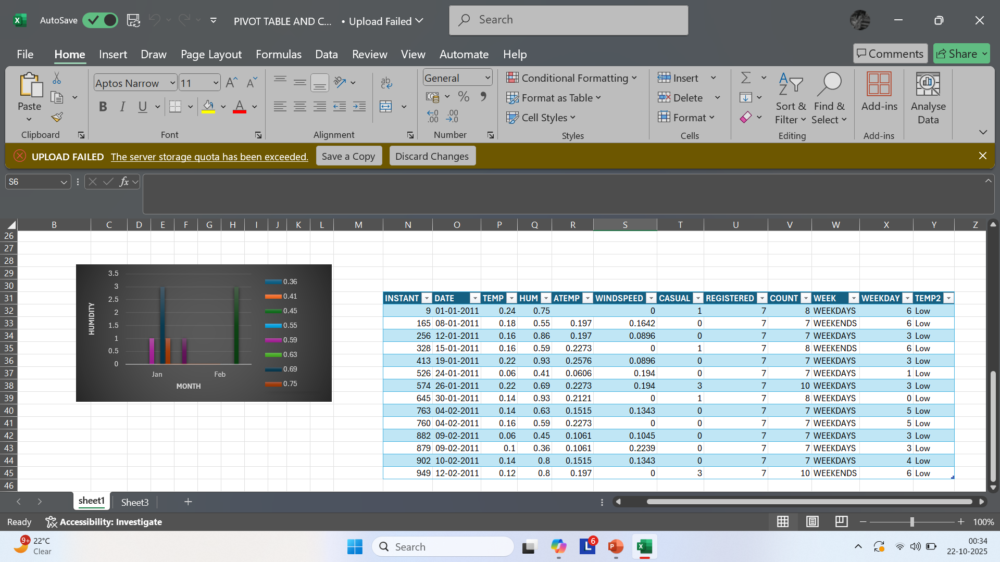 AutoSave PIVOT TABLE AND C... • Upload Failed Search
File Home Insert Draw Page Layout Formulas Data Review View Automate Help Comments Share
Paste Aptos Narrow 11 General Conditional Formatting Format as Table Cell Styles Insert Delete Format Sort & Filter Find & Select Add-ins Analyse Data
Clipboard Font Alignment Number Styles Cells Editing Add-ins
UPLOAD FAILED The server storage quota has been exceeded. Save a Copy Discard Changes
S6 fx
B C D E F G H I J K L M N O P Q R S T U V W X Y Z
26
27
28
29
30
3.5
3
2.5
2
1.5
1
0.5
0
HUMIDITY
Jan Feb
MONTH
0.36
0.41
0.45
0.55
0.59
0.63
0.69
0.75
31 INSTANT DATE TEMP HUM ATEMP WINDSPEED CASUAL REGISTERED COUNT WEEK WEEKDAY TEMP2
32 9 01-01-2011 0.24 0.75 0 1 7 8 WEEKDAYS 6 Low
33 165 08-01-2011 0.18 0.55 0.197 0.1642 0 7 7 WEEKENDS 6 Low
34 256 12-01-2011 0.16 0.86 0.197 0.0896 0 7 7 WEEKDAYS 3 Low
35 328 15-01-2011 0.16 0.59 0.2273 0 1 7 8 WEEKENDS 6 Low
36 413 19-01-2011 0.22 0.93 0.2576 0.0896 0 7 7 WEEKDAYS 3 Low
37 526 24-01-2011 0.06 0.41 0.0606 0.194 0 7 7 WEEKDAYS 1 Low
38 574 26-01-2011 0.22 0.69 0.2273 0.194 3 7 10 WEEKDAYS 3 Low
39 645 30-01-2011 0.14 0.93 0.2121 0 1 7 8 WEEKDAYS 0 Low
40 763 04-02-2011 0.14 0.63 0.1515 0.1343 0 7 7 WEEKDAYS 5 Low
41 760 04-02-2011 0.16 0.59 0.2273 0 0 7 7 WEEKDAYS 5 Low
42 882 09-02-2011 0.06 0.45 0.1061 0.1045 0 7 7 WEEKDAYS 3 Low
43 879 09-02-2011 0.1 0.36 0.1061 0.2239 0 7 7 WEEKDAYS 3 Low
44 902 10-02-2011 0.14 0.8 0.1515 0.1343 0 7 7 WEEKDAYS 4 Low
45 949 12-02-2011 0.12 0.8 0.197 0 3 7 10 WEEKENDS 6 Low
46
sheet1 Sheet3
Ready Accessibility: Investigate 100%
9+ 22°C Search 6 00:34
Clear 22-10-2025